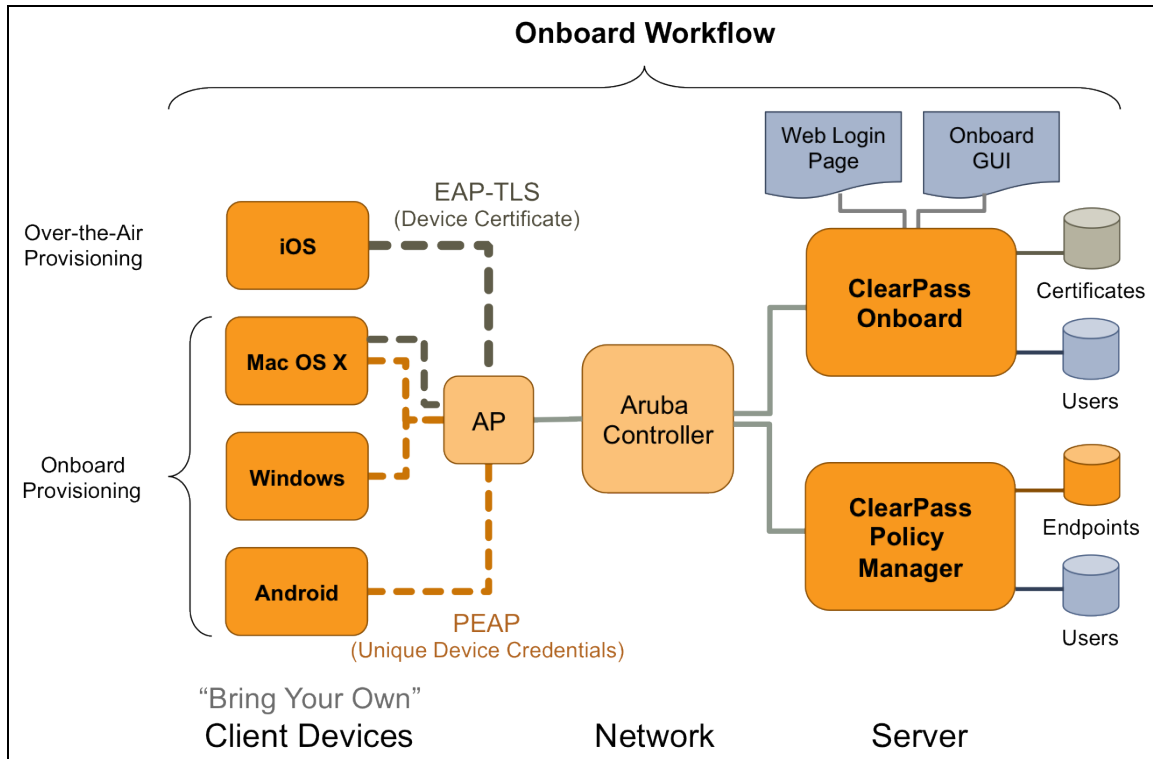 Onboard Workflow
Web Login
Page
Onboard
GUI
EAP-TLS
(Device Certificate)
Over-the-Air
Provisioning
iOS
ClearPass
Onboard
Certificates
Mac OS X
Users
AP
Aruba
Controller
Onboard
Provisioning
Windows
ClearPass
Policy
Manager
Endpoints
Android
PEAP
(Unique Device Credentials)
Users
“Bring Your Own”
Client Devices
Network
Server